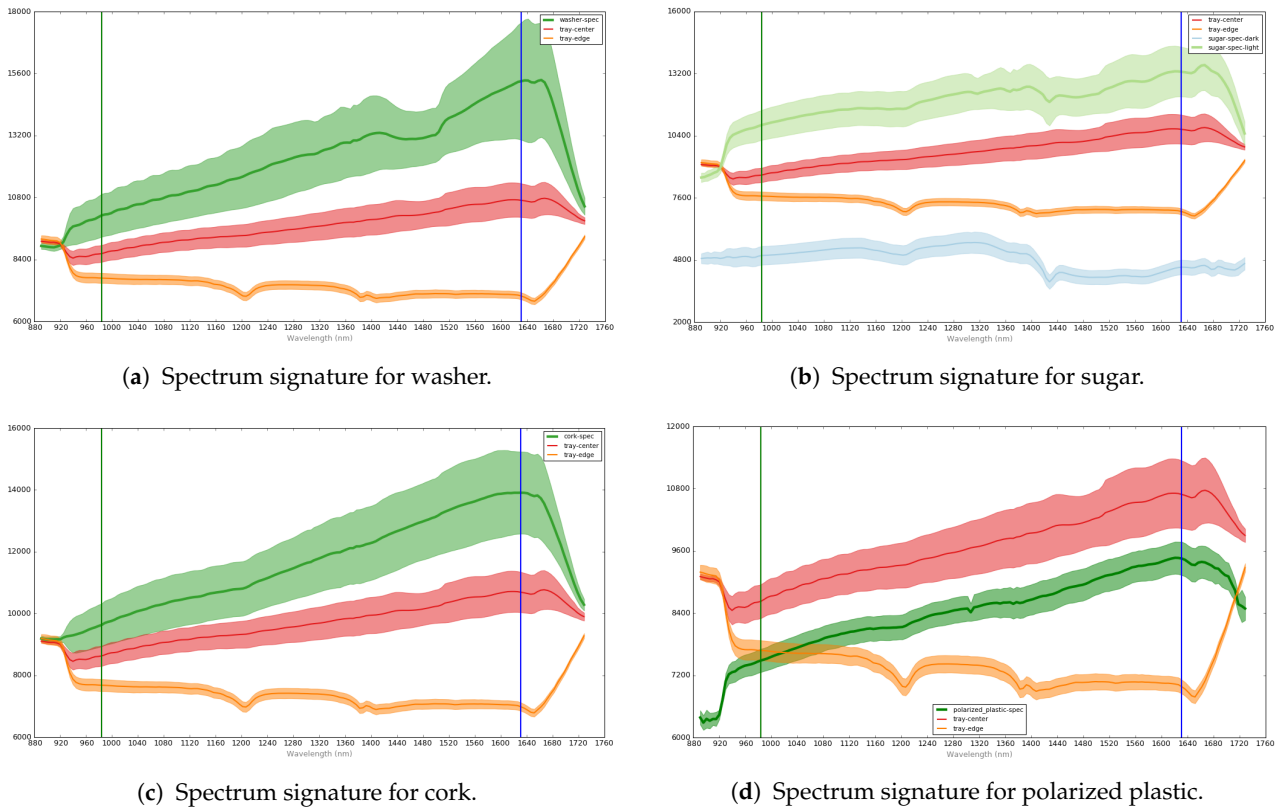 18000
15600
13200
10800
8400
6000
880 920 960 1000 1040 1080 1120 1160 1200 1240 1280 1320 1360 1400 1440 1480 1520 1560 1600 1640 1680 1720 1760
Wavelength (nm)
washer-spec
tray-center
tray-edge
(a) Spectrum signature for washer.
16000
13200
10400
7600
4800
2000
880 920 960 1000 1040 1080 1120 1160 1200 1240 1280 1320 1360 1400 1440 1480 1520 1560 1600 1640 1680 1720 1760
Wavelength (nm)
tray-center
tray-edge
sugar-spec-dark
sugar-spec-light
(b) Spectrum signature for sugar.
16000
14000
12000
10000
8000
6000
880 920 960 1000 1040 1080 1120 1160 1200 1240 1280 1320 1360 1400 1440 1480 1520 1560 1600 1640 1680 1720 1760
Wavelength (nm)
cork-spec
tray-center
tray-edge
(c) Spectrum signature for cork.
12000
10800
9600
8400
7200
6000
880 920 960 1000 1040 1080 1120 1160 1200 1240 1280 1320 1360 1400 1440 1480 1520 1560 1600 1640 1680 1720 1760
Wavelength (nm)
polarized_plastic-spec
tray-center
tray-edge
(d) Spectrum signature for polarized plastic.